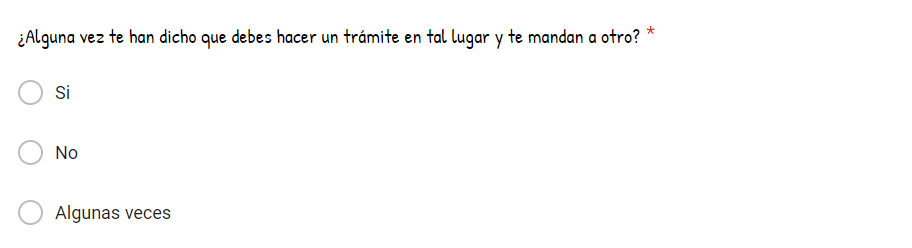 ¿Alguna vez te han dicho que debes hacer un trámite en tal lugar y te mandan a otro? *
Si
No
Algunas veces